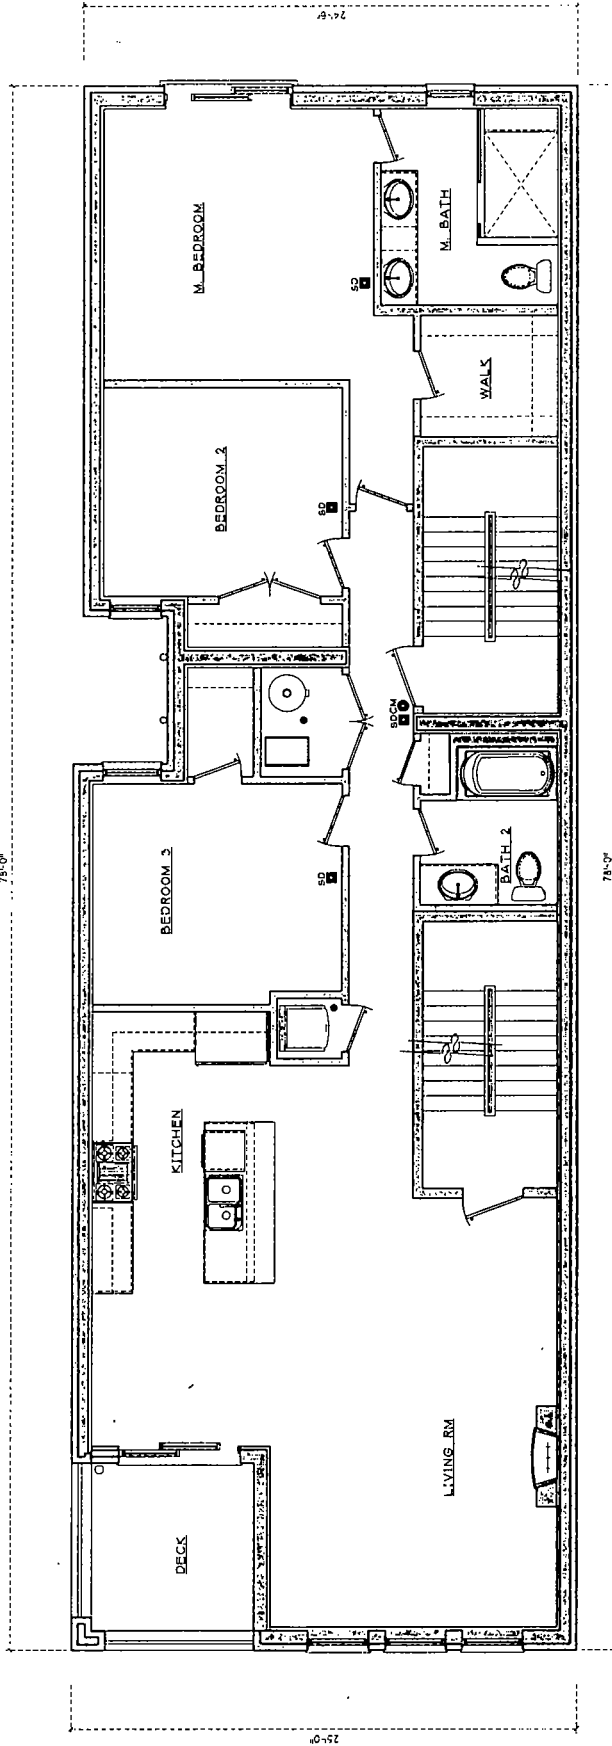 24'-6"
M. BEDROOM
M. BATH
SD
WALK
BEDROOM 2
SD
SDCM
78'-0"
78'-0"
BATH 2
BEDROOM 3
SD
KITCHEN
LIVING RM
DECK
25'-0"